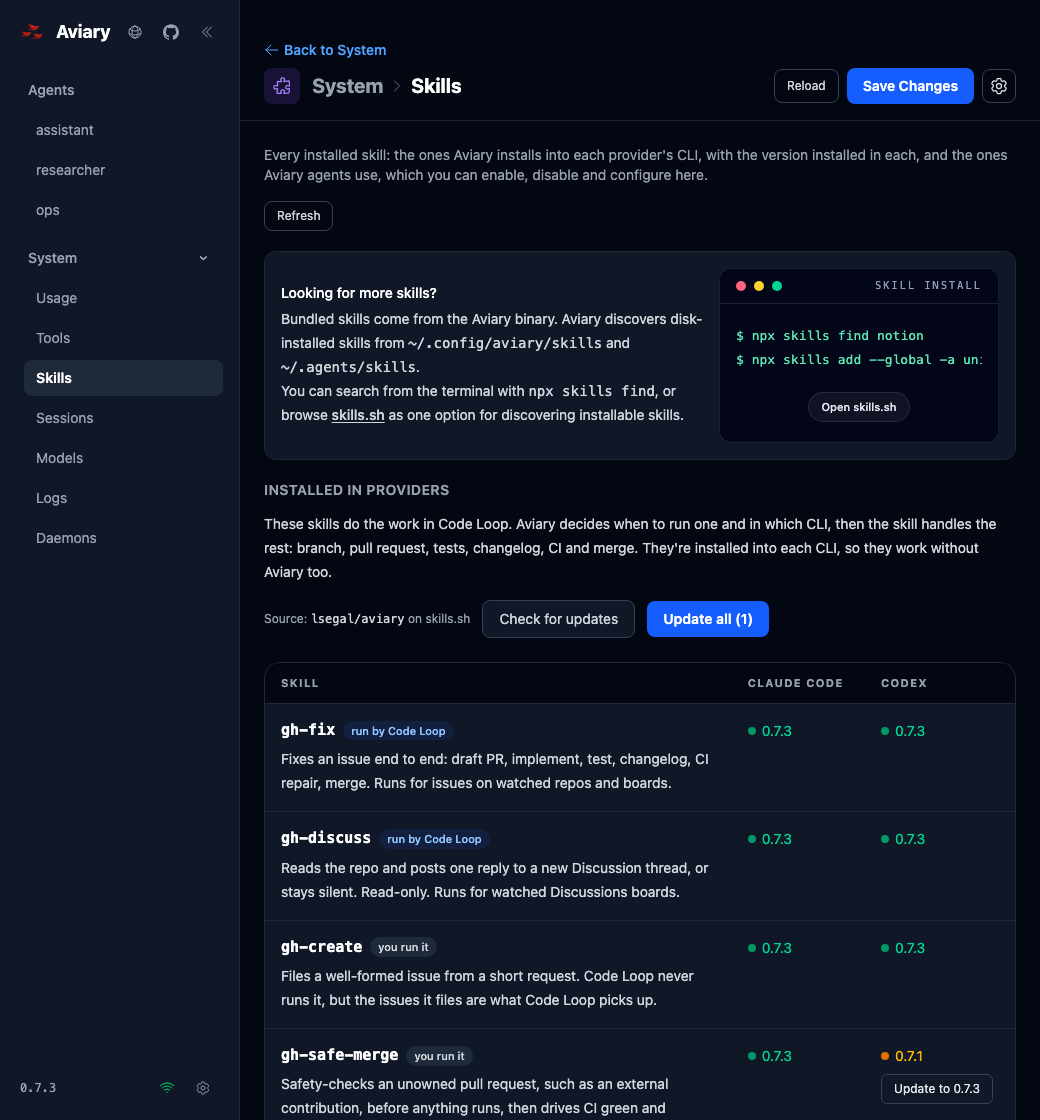 Aviary
Agents
assistant
researcher
ops
System
Usage
Tools
Skills
Sessions
Models
Logs
Daemons
0.7.3
← Back to System
System > Skills
Reload
Save Changes
Every installed skill: the ones Aviary installs into each provider's CLI, with the version installed in each, and the ones
Aviary agents use, which you can enable, disable and configure here.
Refresh
Looking for more skills?
Bundled skills come from the Aviary binary. Aviary discovers disk-
installed skills from ~/.config/aviary/skills and
~/.agents/skills.
You can search from the terminal with npx skills find, or
browse skills.sh as one option for discovering installable skills.
SKILL INSTALL
$ npx skills find notion
$ npx skills add --global -a uni
Open skills.sh
INSTALLED IN PROVIDERS
These skills do the work in Code Loop. Aviary decides when to run one and in which CLI, then the skill handles the
rest: branch, pull request, tests, changelog, CI and merge. They're installed into each CLI, so they work without
Aviary too.
Source: lsegal/aviary on skills.sh
Check for updates
Update all (1)
SKILL CLAUDE CODE CODEX
gh-fix run by Code Loop 0.7.3 0.7.3
Fixes an issue end to end: draft PR, implement, test, changelog, CI
repair, merge. Runs for issues on watched repos and boards.
gh-discuss run by Code Loop 0.7.3 0.7.3
Reads the repo and posts one reply to a new Discussion thread, or
stays silent. Read-only. Runs for watched Discussions boards.
gh-create you run it 0.7.3 0.7.3
Files a well-formed issue from a short request. Code Loop never
runs it, but the issues it files are what Code Loop picks up.
gh-safe-merge you run it 0.7.3 0.7.1
Safety-checks an unowned pull request, such as an external
contribution, before anything runs, then drives CI green and
Update to 0.7.3